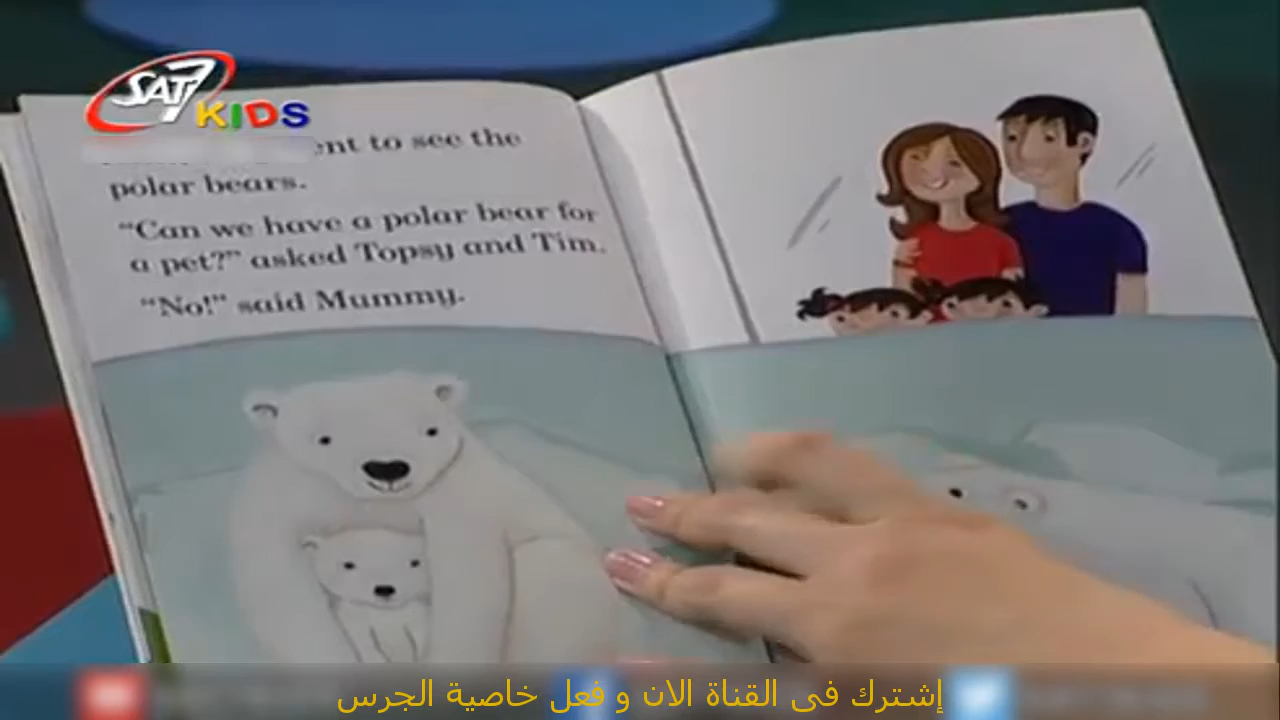 SAT7
KIDS
to see the
polar bears.
“Can we have a polar bear for
a pet?” asked Topsy and Tim.
“No!” said Mummy.
إشترك فى القناة الان و فعل خاصية الجرس